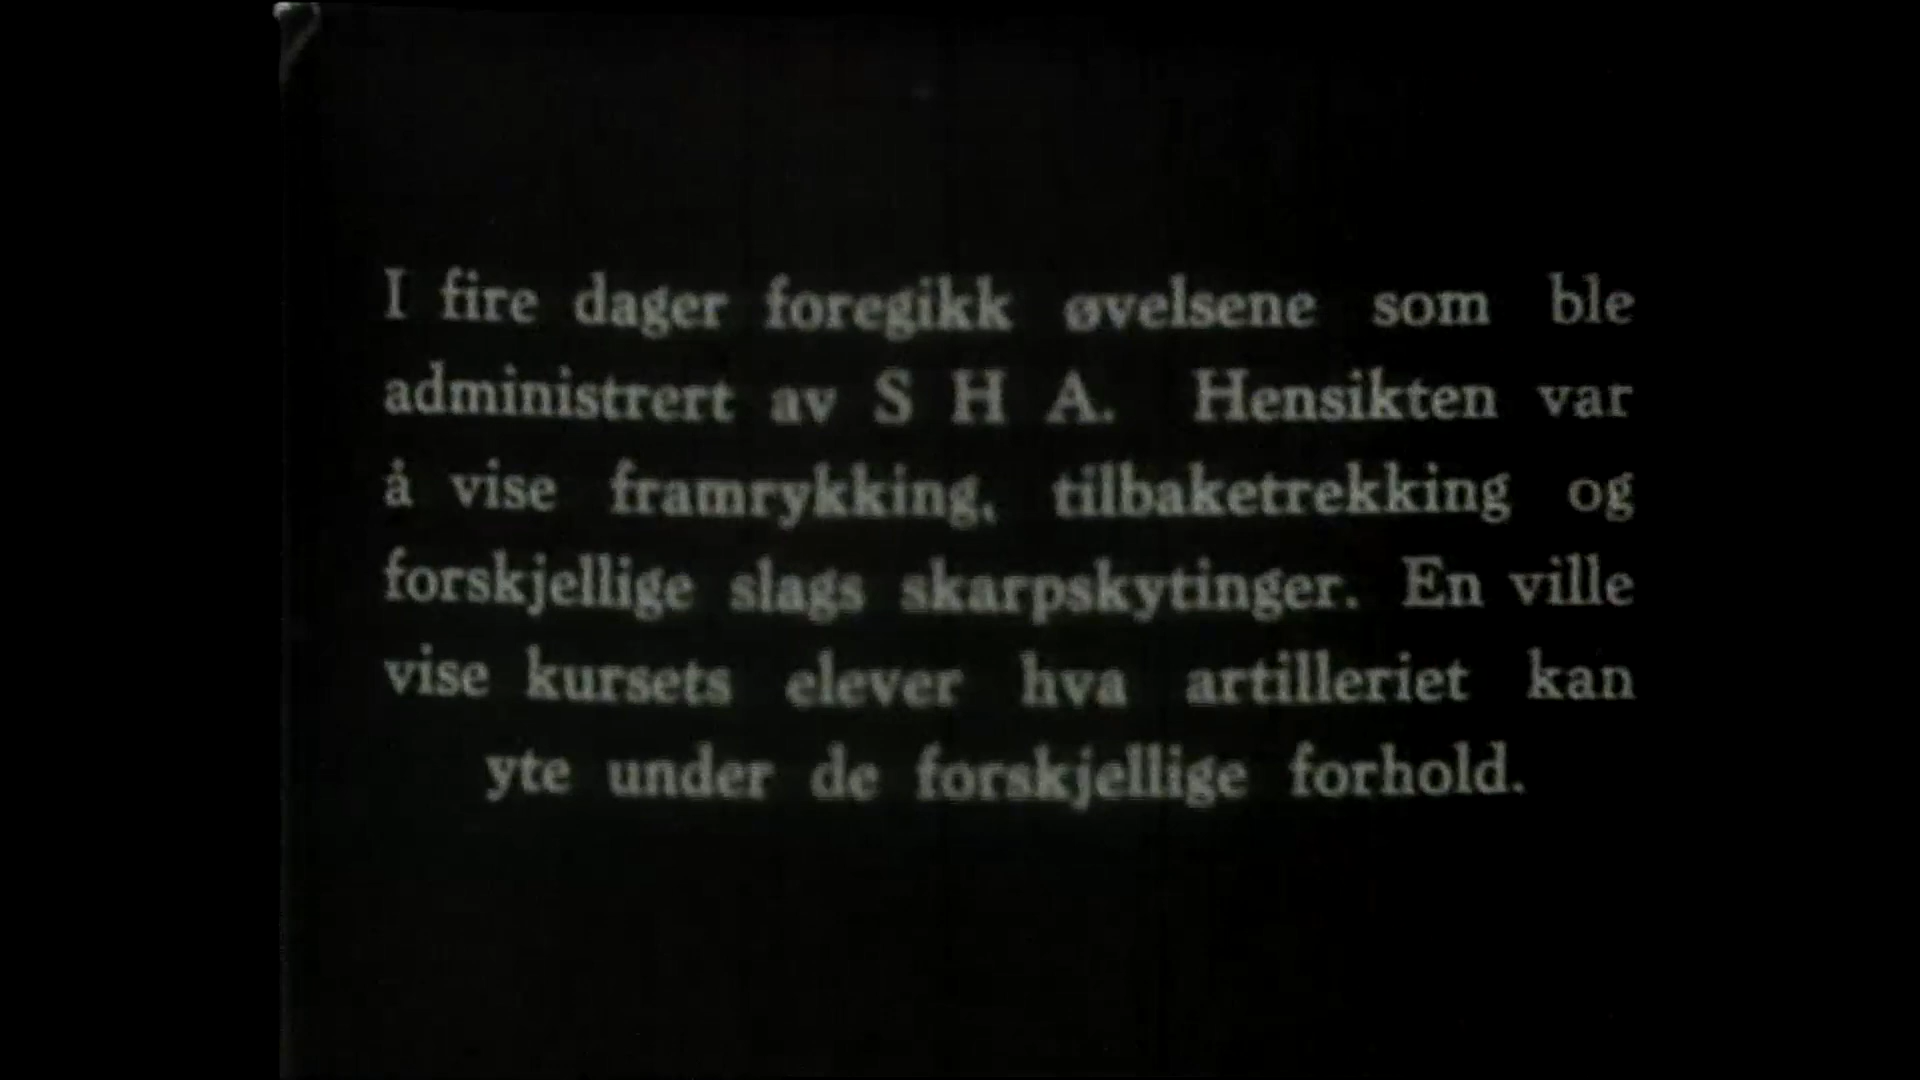 I fire dager foregikk øvelsene som ble
administrert av S H A. Hensikten var
å vise framrykking, tilbaketrekking og
forskjellige slags skarpskytinger. En ville
vise kursets elever hva artilleriet kan
yte under de forskjellige forhold.